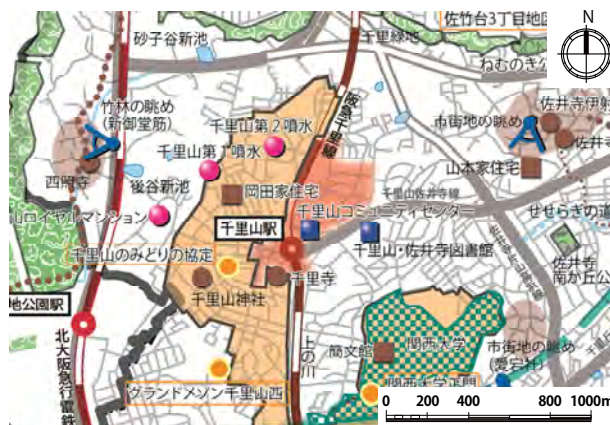 佐竹台3丁目地区
N
砂子谷新池
千里緑地
ねむのき公
竹林の眺め
(新御堂筋)
千里山第2噴水
阪急千里線
市街地の眺め
佐井寺伊射
佐井寺
千里山第1噴水
西照寺
後谷新池
岡田家住宅
山本家住宅
千里山佐井寺線
山ロイヤルマンション
千里山駅
千里山コミュニティセンター
せせらぎの道
千里山のみどりの協定
千里山・佐井寺図書館
佐井寺
南が丘公
千里寺
地公園駅
千里山神社
北大阪急行電鉄
上の川
簡文館
関西大学
市街地の眺め
(愛宕社)
グランドメゾン千里山西
関西大学正門
0 200 400 800 1000m